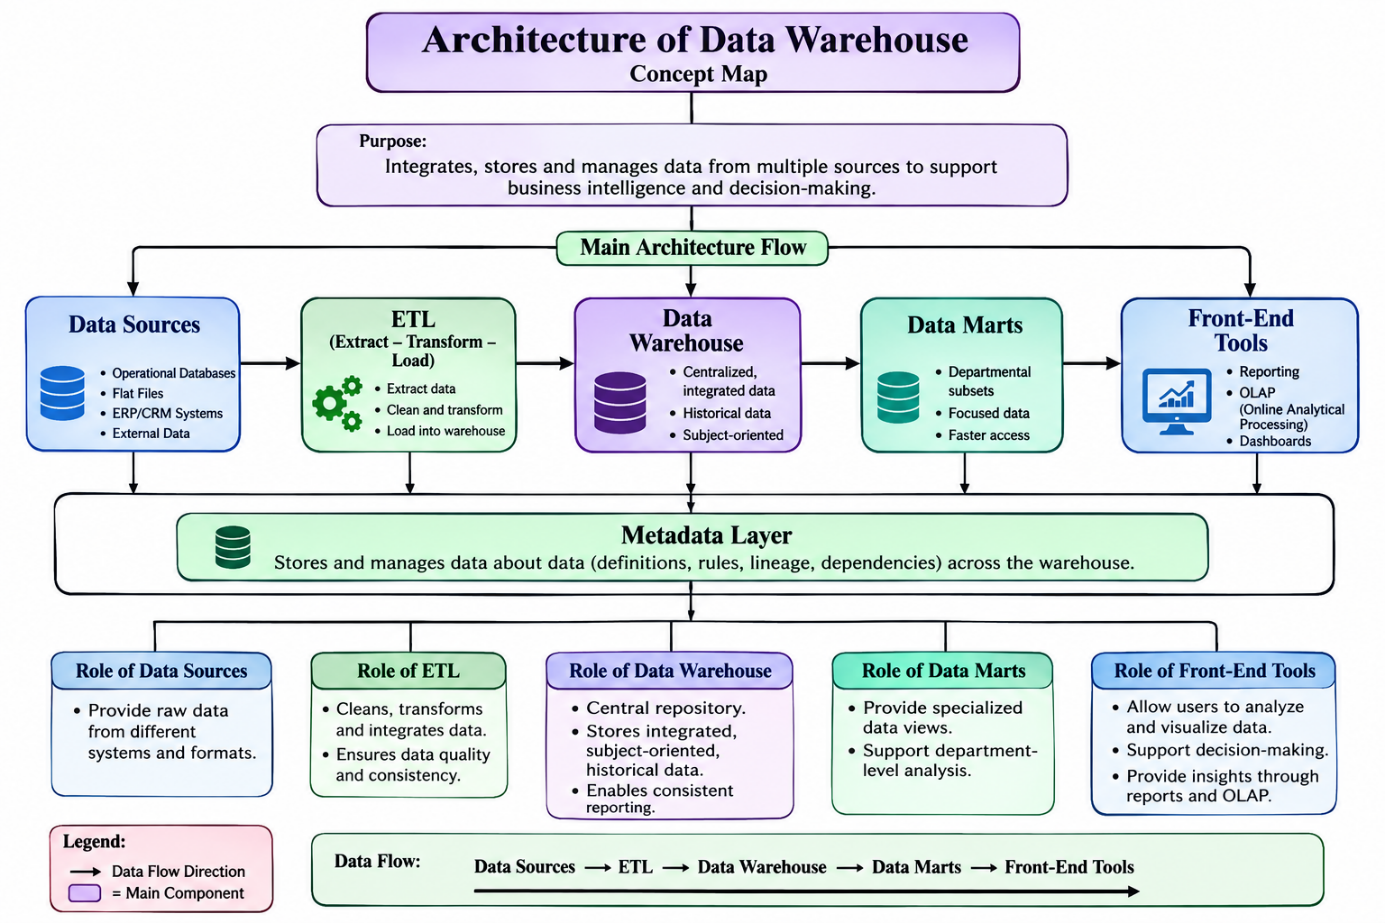 Architecture of Data Warehouse
Concept Map
Purpose:
Integrates, stores and manages data from multiple sources to support
business intelligence and decision-making.
Main Architecture Flow
Data Sources
• Operational Databases
• Flat Files
• ERP/CRM Systems
• External Data
ETL
(Extract – Transform –
Load)
• Extract data
• Clean and transform
• Load into warehouse
Data
Warehouse
• Centralized,
integrated data
• Historical data
• Subject-oriented
Data Marts
• Departmental
subsets
• Focused data
• Faster access
Front-End
Tools
• Reporting
• OLAP
(Online Analytical
Processing)
• Dashboards
Metadata Layer
Stores and manages data about data (definitions, rules, lineage, dependencies) across the warehouse.
Role of Data Sources
• Provide raw data
from different
systems and formats.
Role of ETL
• Cleans, transforms
and integrates data.
• Ensures data quality
and consistency.
Role of Data Warehouse
• Central repository.
• Stores integrated,
subject-oriented,
historical data.
• Enables consistent
reporting.
Role of Data Marts
• Provide specialized
data views.
• Support department-
level analysis.
Role of Front-End Tools
• Allow users to analyze
and visualize data.
• Support decision-making.
• Provide insights through
reports and OLAP.
Legend:
→ Data Flow Direction
= Main Component
Data Flow:
Data Sources → ETL → Data Warehouse → Data Marts → Front-End Tools